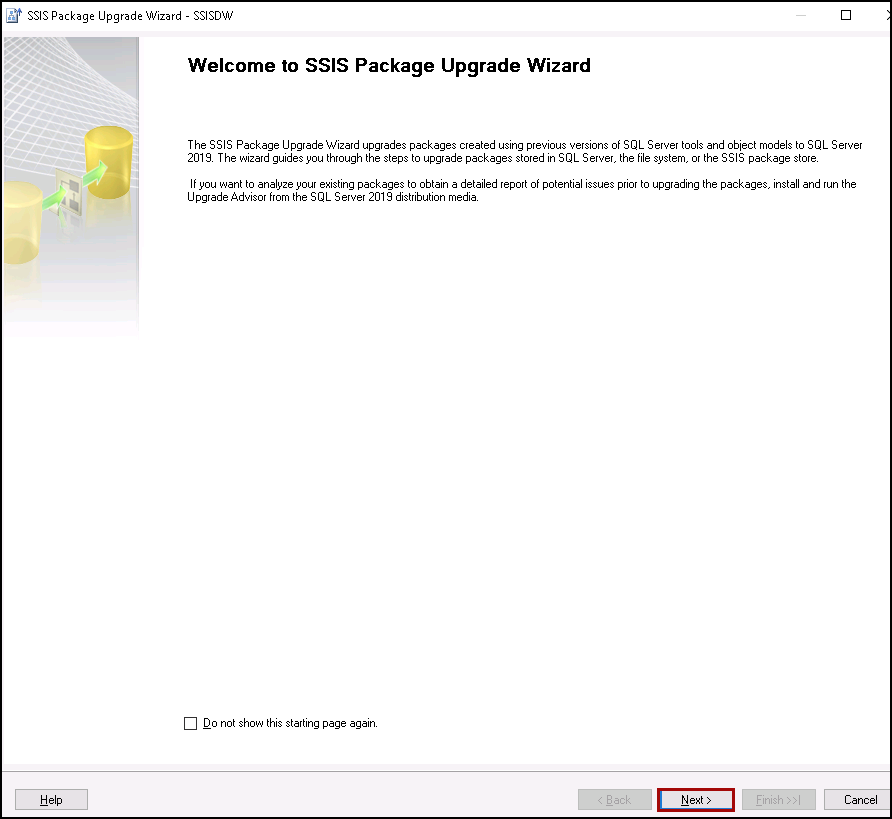 SSIS Package Upgrade Wizard - SSISDW
Welcome to SSIS Package Upgrade Wizard
The SSIS Package Upgrade Wizard upgrades packages created using previous versions of SQL Server tools and object models to SQL Server
2019. The wizard guides you through the steps to upgrade packages stored in SQL Server, the file system, or the SSIS package store.
If you want to analyze your existing packages to obtain a detailed report of potential issues prior to upgrading the packages, install and run the
Upgrade Advisor from the SQL Server 2019 distribution media.
Do not show this starting page again.
Help
< Back
Next >
Finish >>|
Cancel